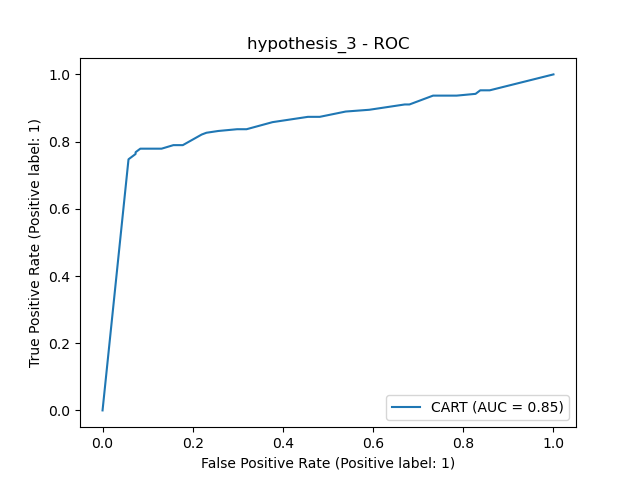 hypothesis_3 - ROC
1.0
0.8
0.6
0.4
0.2
0.0
True Positive Rate (Positive label: 1)
CART (AUC = 0.85)
0.0 0.2 0.4 0.6 0.8 1.0
False Positive Rate (Positive label: 1)